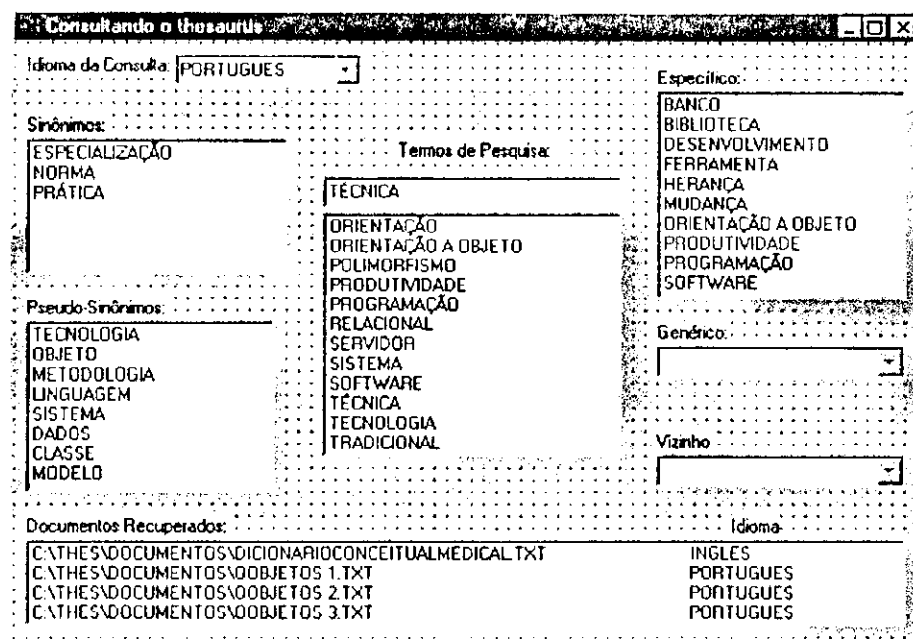 Consultando o thesaurus
Idioma da Consulta: PORTUGUES
Sinônimos:
ESPECIALIZAÇÃO
NORMA
PRÁTICA
Pseudo-Sinônimos:
TECNOLOGIA
OBJETO
METODOLOGIA
LINGUAGEM
SISTEMA
DADOS
CLASSE
MODELO
Termos de Pesquisa:
TÉCNICA
ORIENTAÇÃO
ORIENTAÇÃO A OBJETO
POLIMORFISMO
PRODUTIVIDADE
PROGRAMAÇÃO
RELACIONAL
SERVIDOR
SISTEMA
SOFTWARE
TÉCNICA
TECNOLOGIA
TRADICIONAL
Específico:
BANCO
BIBLIOTECA
DESENVOLVIMENTO
FERRAMENTA
HERANÇA
MUDANÇA
ORIENTAÇÃO A OBJETO
PRODUTIVIDADE
PROGRAMAÇÃO
SOFTWARE
Genérico:
Vizinho
Documentos Recuperados: Idioma
C:\THES\DOCUMENTOS\DICIONARIOCONCEITUALMEDICAL.TXT INGLES
C:\THES\DOCUMENTOS\OOBJETOS 1.TXT PORTUGUES
C:\THES\DOCUMENTOS\OOBJETOS 2.TXT PORTUGUES
C:\THES\DOCUMENTOS\OOBJETOS 3.TXT PORTUGUES